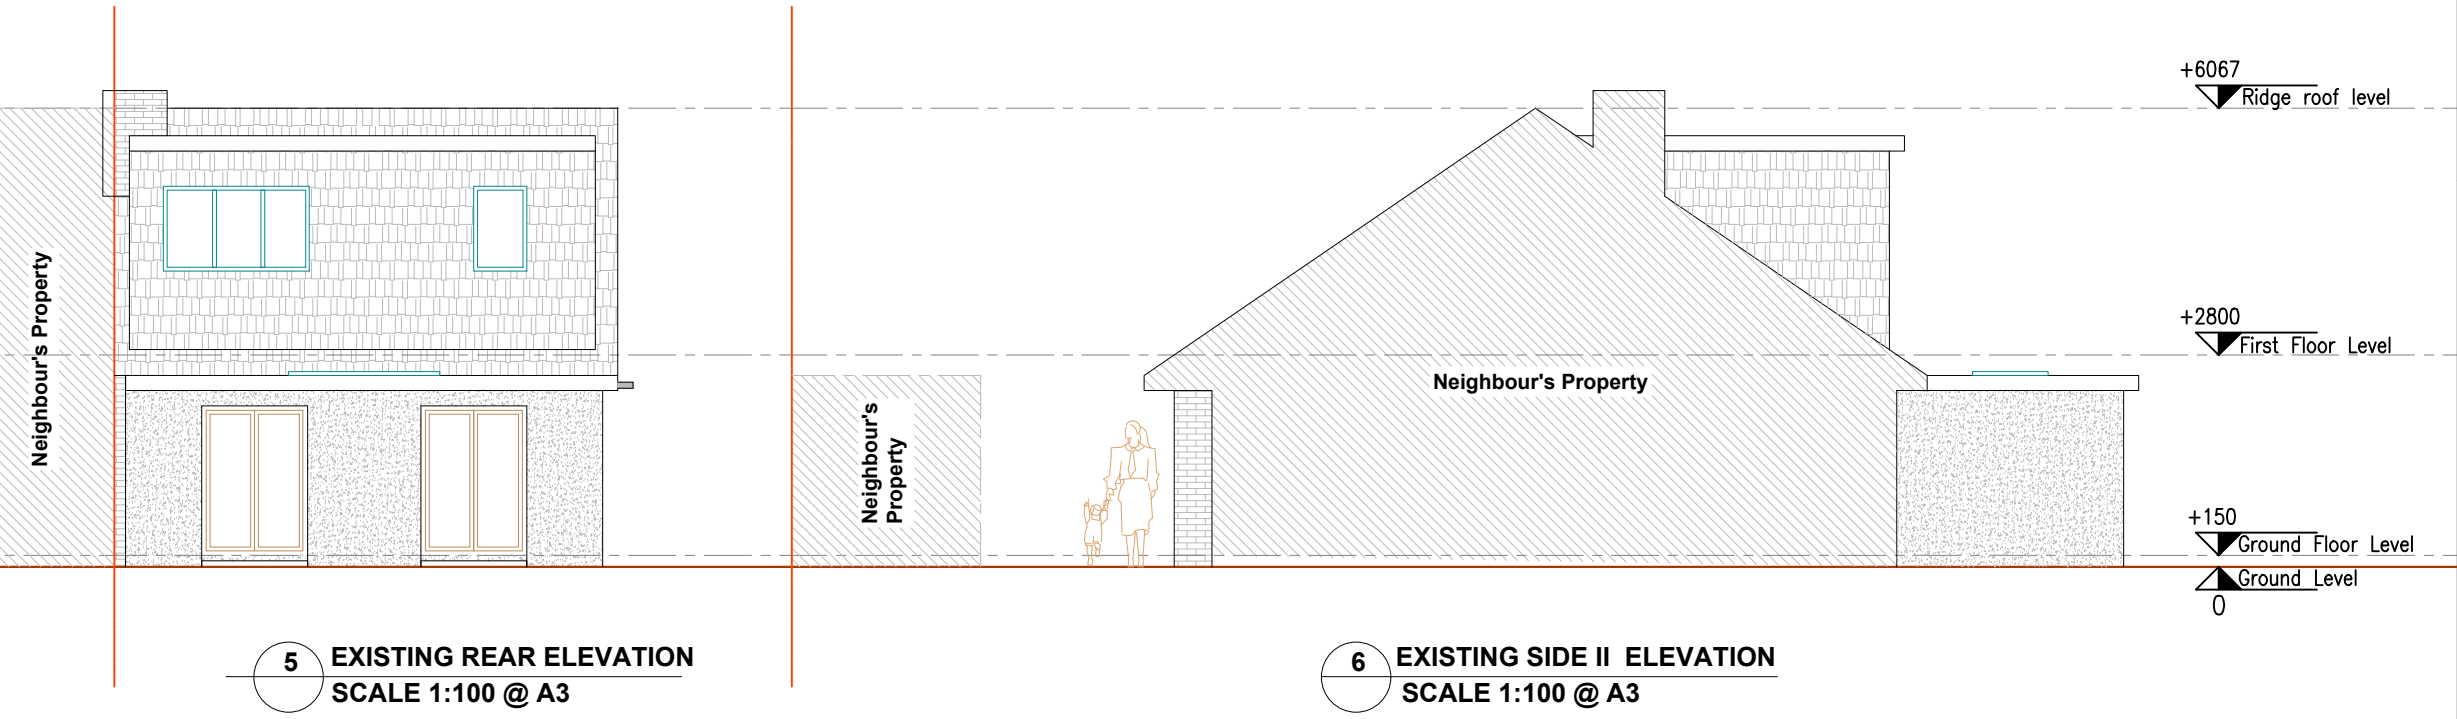 Neighbour's Property
Neighbour's
Property
Neighbour's Property
+6067
Ridge roof level
+2800
First Floor Level
+150
Ground Floor Level
Ground Level
0
5
EXISTING REAR ELEVATION
SCALE 1:100 @ A3
6
EXISTING SIDE II ELEVATION
SCALE 1:100 @ A3